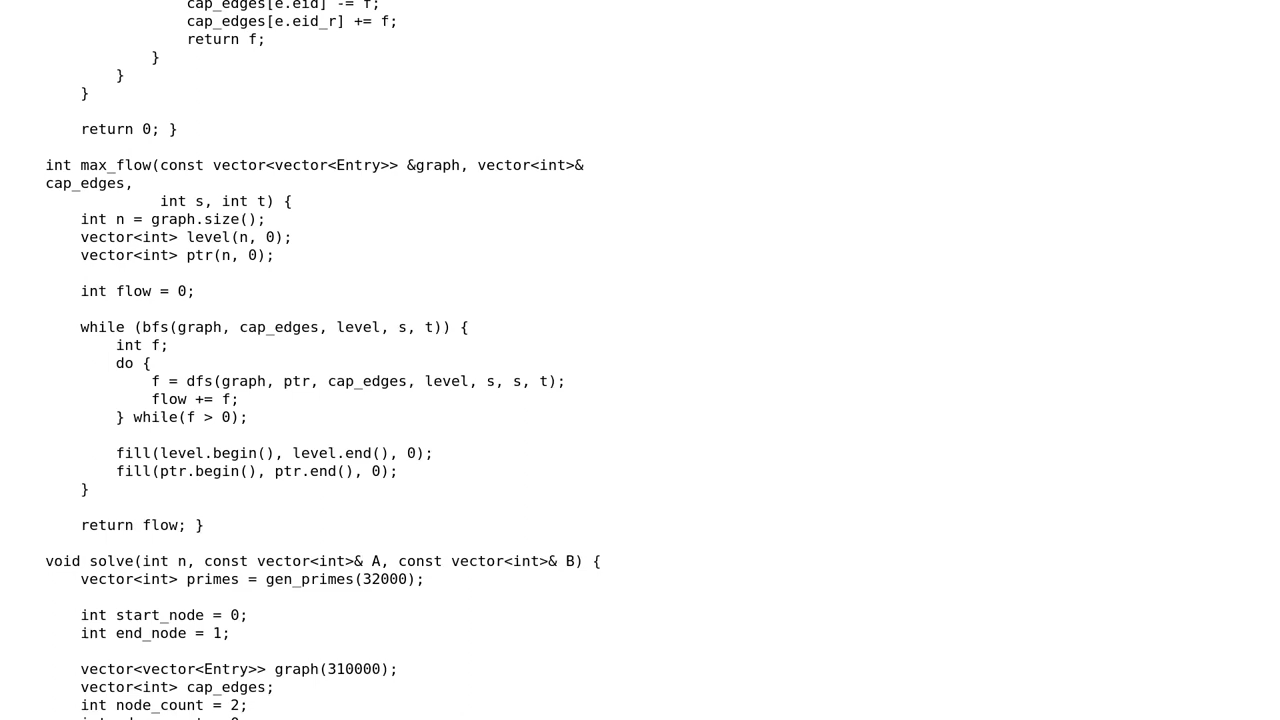 cap_edges[e.eid] -= f;
cap_edges[e.eid_r] += f;
return f;
}
}
}
return 0; }
int max_flow(const vector<vector<Entry>> &graph, vector<int>&
cap_edges,
int s, int t) {
int n = graph.size();
vector<int> level(n, 0);
vector<int> ptr(n, 0);
int flow = 0;
while (bfs(graph, cap_edges, level, s, t)) {
int f;
do {
f = dfs(graph, ptr, cap_edges, level, s, s, t);
flow += f;
} while(f > 0);
fill(level.begin(), level.end(), 0);
fill(ptr.begin(), ptr.end(), 0);
}
return flow; }
void solve(int n, const vector<int>& A, const vector<int>& B) {
vector<int> primes = gen_primes(32000);
int start_node = 0;
int end_node = 1;
vector<vector<Entry>> graph(310000);
vector<int> cap_edges;
int node_count = 2;